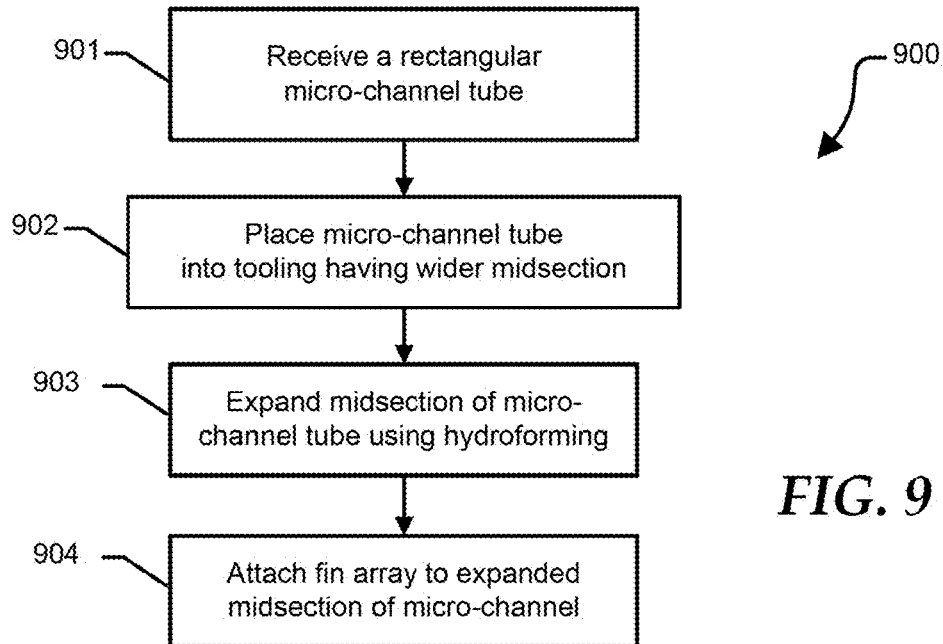 901
Receive a rectangular
micro-channel tube
900
902
Place micro-channel tube
into tooling having wider midsection
903
Expand midsection of micro-
channel tube using hydroforming
FIG. 9
904
Attach fin array to expanded
midsection of micro-channel